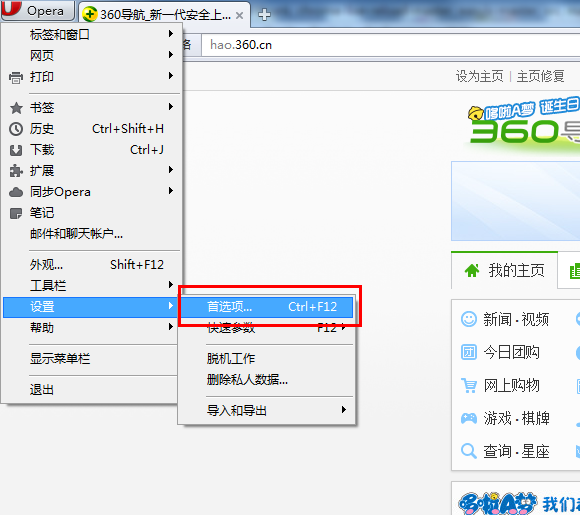 Opera
360导航_新一代安全上...
hao.360.cn
标签和窗口
网页
打印
书签
历史 Ctrl+Shift+H
下载 Ctrl+J
扩展
同步Opera
笔记
邮件和聊天帐户...
外观... Shift+F12
工具栏
设置
帮助
显示菜单栏
退出
首选项... Ctrl+F12
快速参数 F12
脱机工作
删除私人数据...
导入和导出
设为主页 | 主页修复
哆啦A梦 诞生日
360导
我的主页
新闻·视频
今日团购
网上购物
游戏·棋牌
查询·星座
哆啦A梦 我们